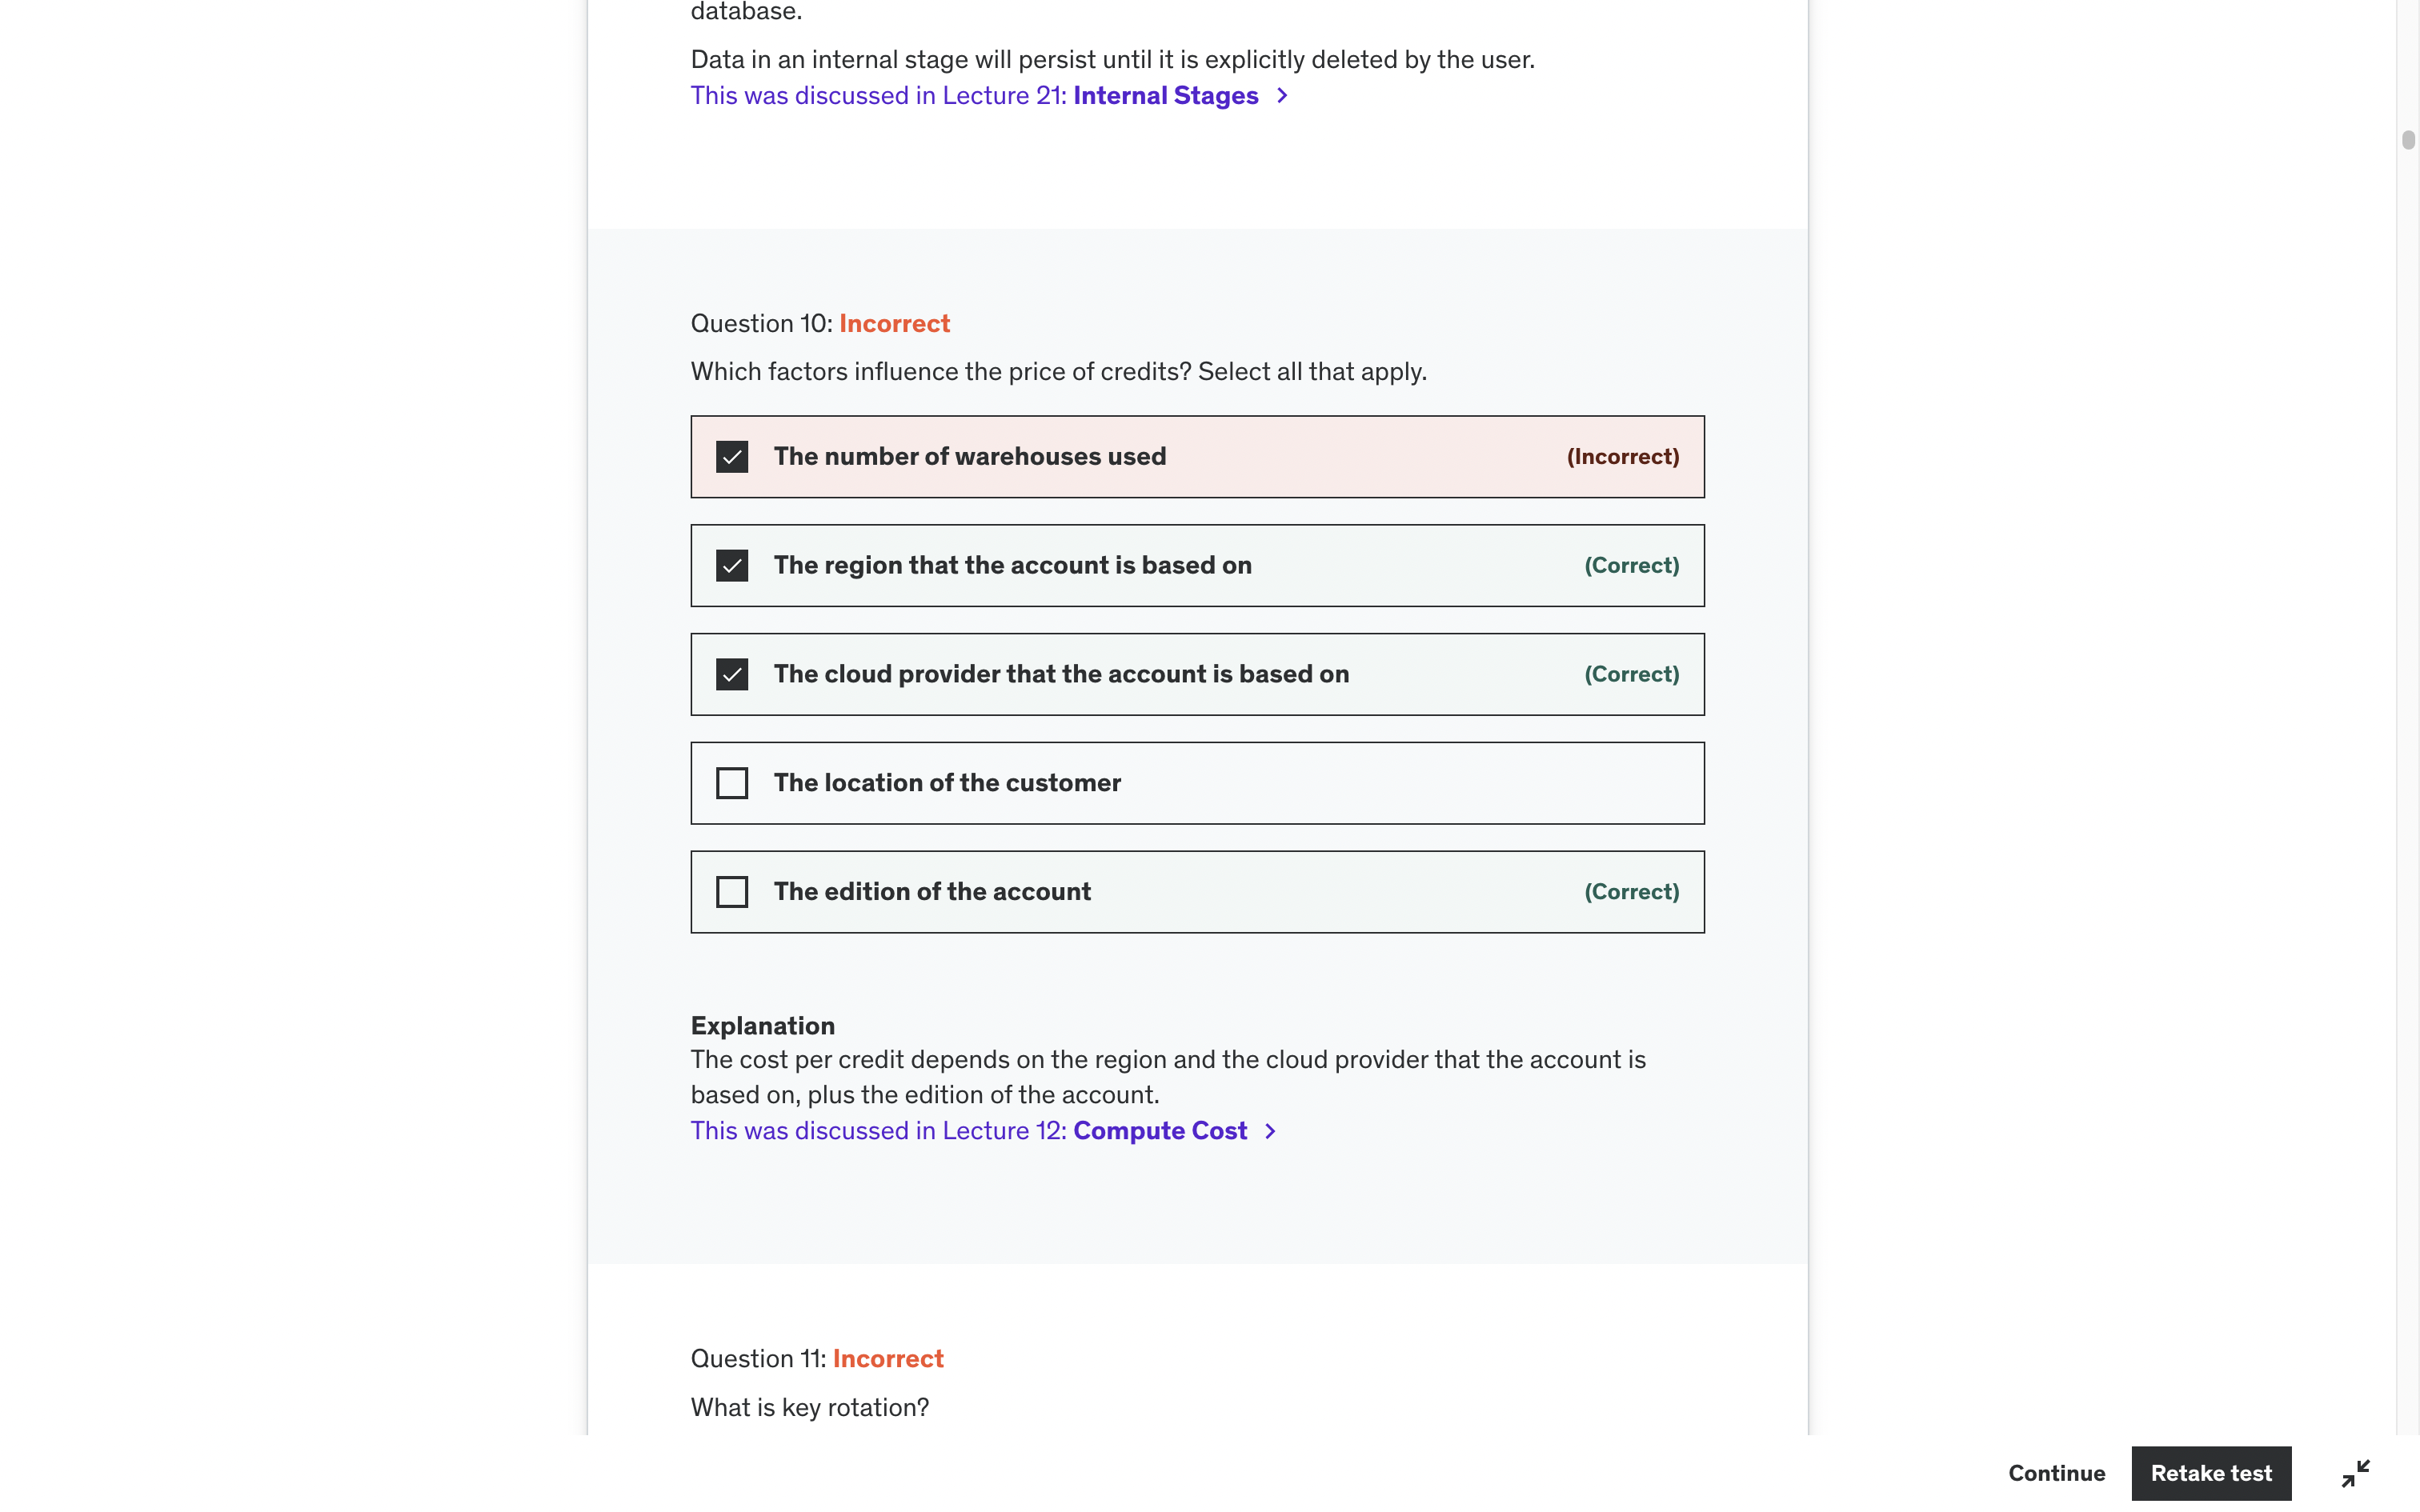 database.
Data in an internal stage will persist until it is explicitly deleted by the user.
This was discussed in Lecture 21: Internal Stages
Question 10: Incorrect
Which factors influence the price of credits? Select all that apply.
The number of warehouses used (Incorrect)
The region that the account is based on (Correct)
The cloud provider that the account is based on (Correct)
The location of the customer
The edition of the account (Correct)
Explanation
The cost per credit depends on the region and the cloud provider that the account is
based on, plus the edition of the account.
This was discussed in Lecture 12: Compute Cost
Question 11: Incorrect
What is key rotation?
Continue Retake test